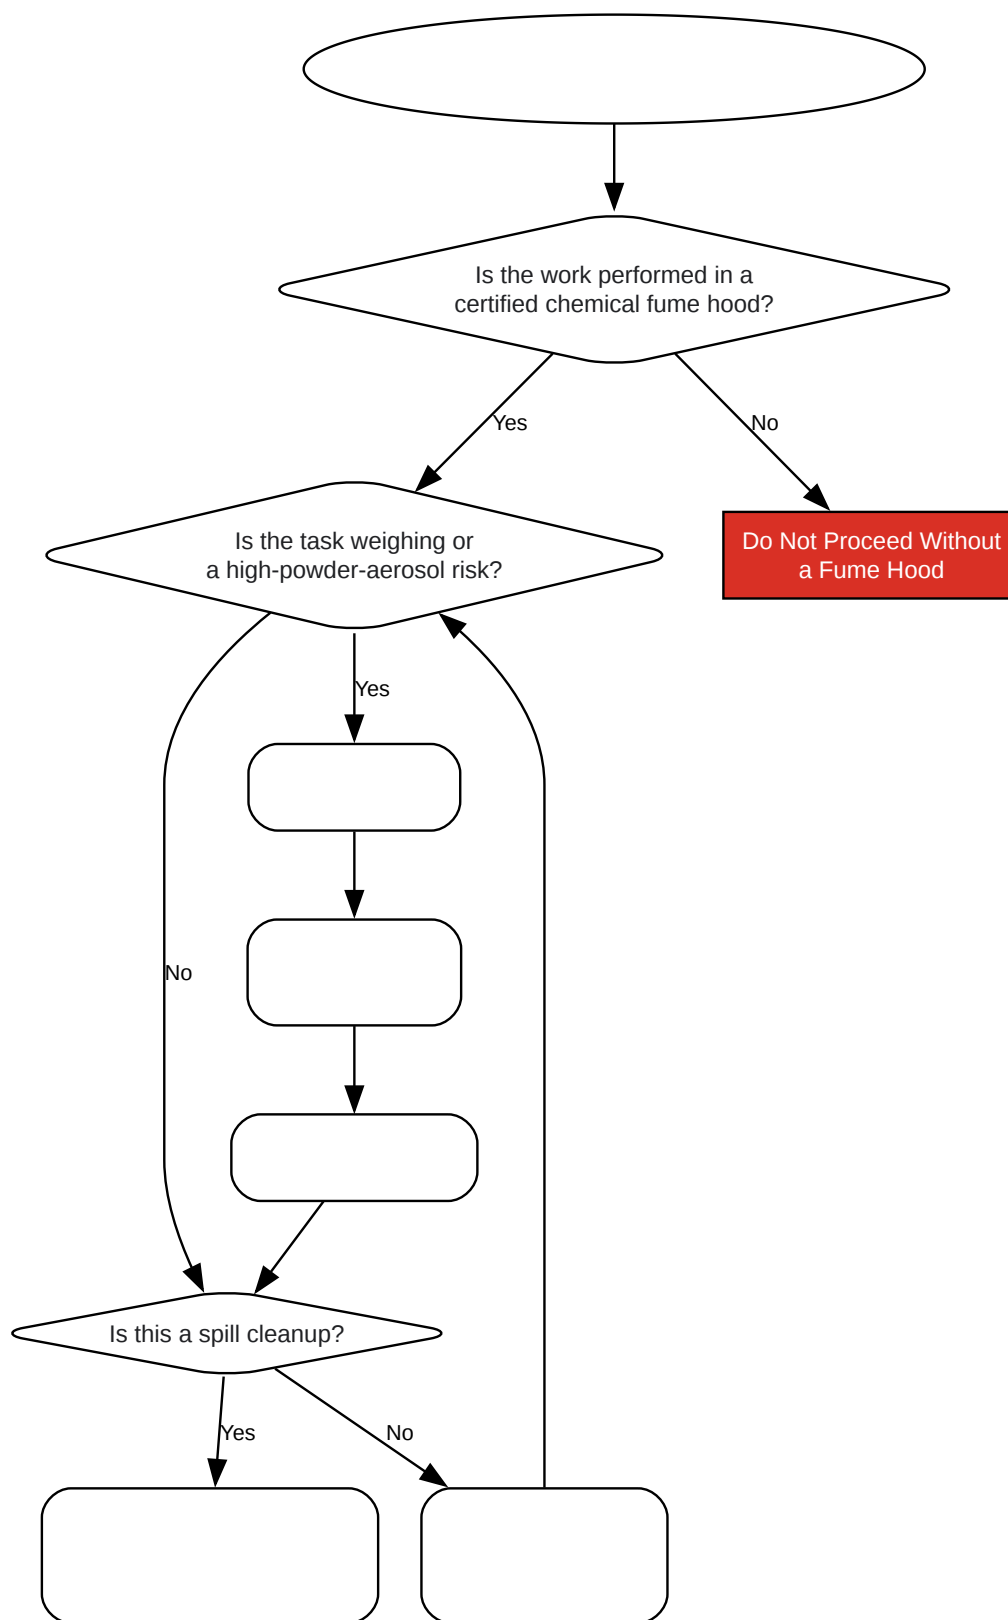 Is the work performed in a
certified chemical fume hood?
Yes
No
Is the task weighing or
a high-powder-aerosol risk?
Do Not Proceed Without
a Fume Hood
Yes
No
Is this a spill cleanup?
Yes
No